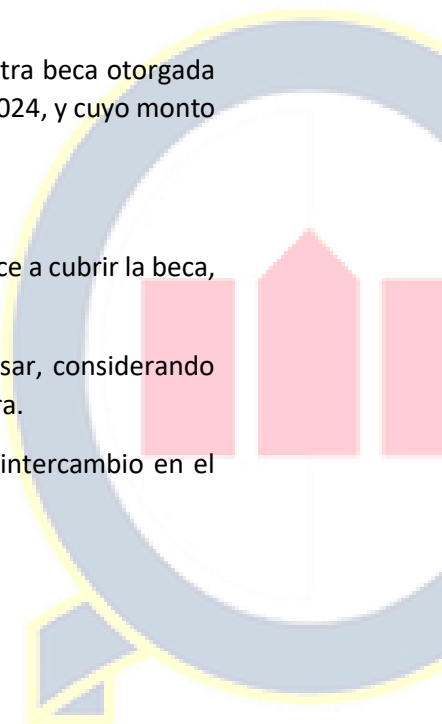 tra beca otorgada
024, y cuyo monto
ce a cubrir la beca,
sar, considerando
ra.
intercambio en el